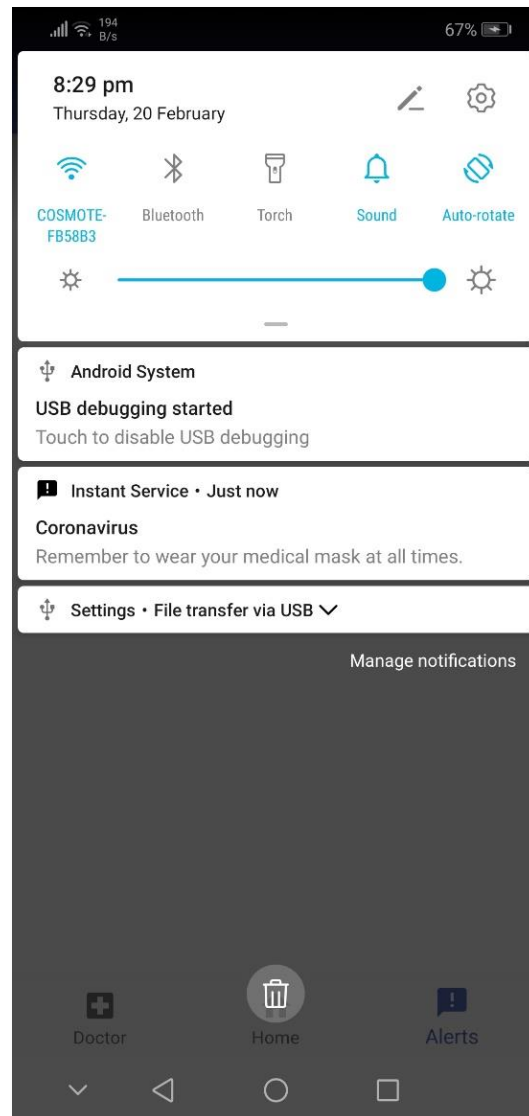 194
B/s
67%
8:29 pm
Thursday, 20 February
COSMOTE-
FB58B3
Bluetooth
Torch
Sound
Auto-rotate
Android System
USB debugging started
Touch to disable USB debugging
Instant Service • Just now
Coronavirus
Remember to wear your medical mask at all times.
Settings • File transfer via USB
Manage notifications
Doctor
Home
Alerts